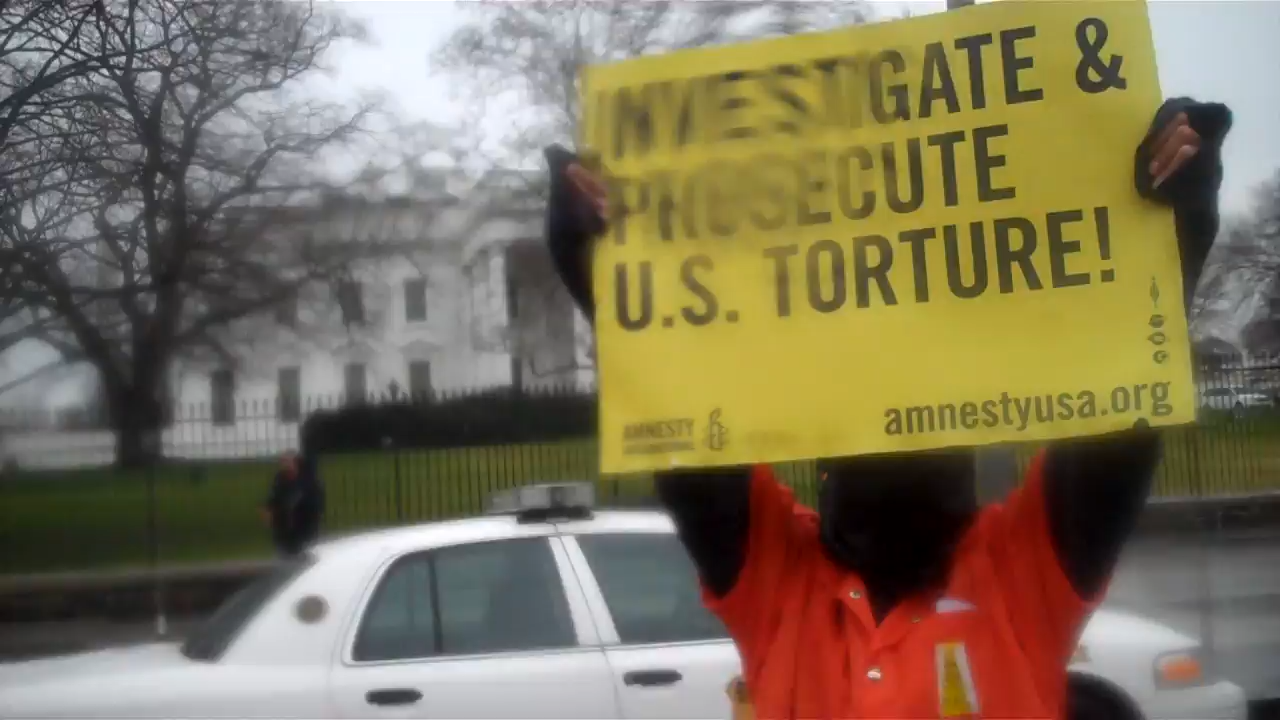 INVESTIGATE &
PROSECUTE
U.S. TORTURE!
AMNESTY
amnestyusa.org